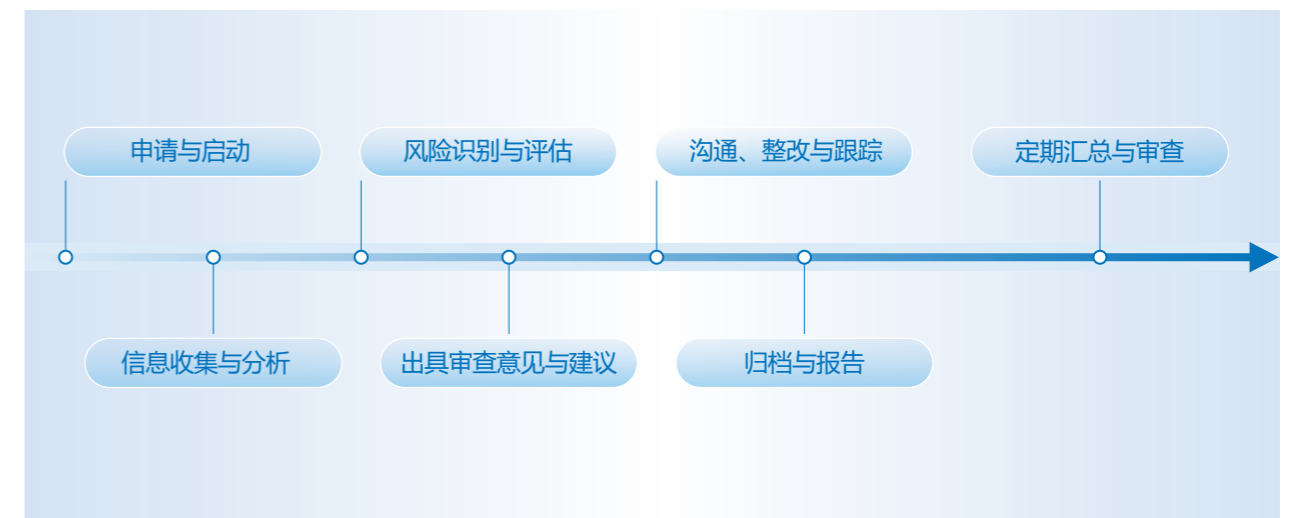 申请与启动
风险识别与评估
沟通、整改与跟踪
定期汇总与审查
信息收集与分析
出具审查意见与建议
归档与报告